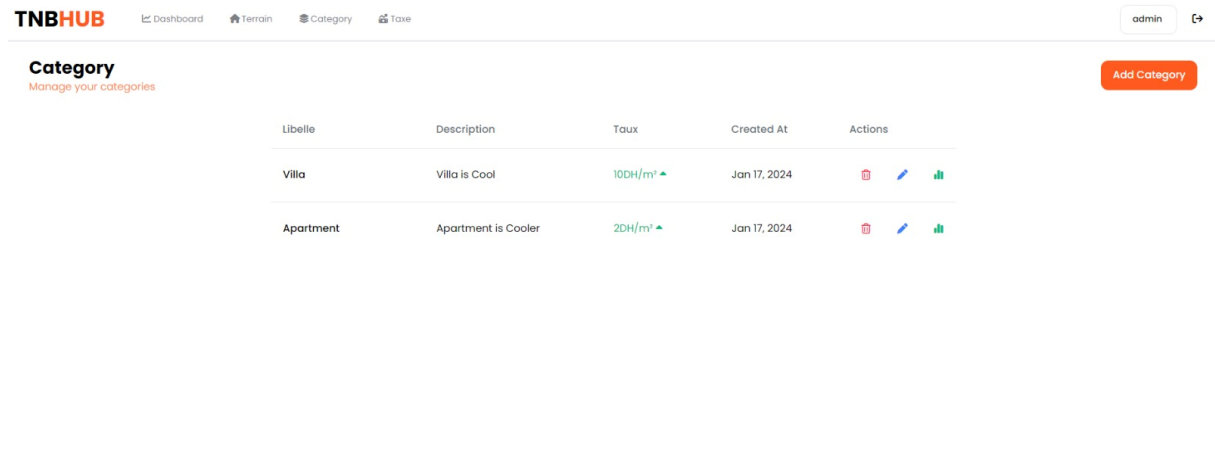 TNBHUB Dashboard Terrain Category Taxe admin
Category
Manage your categories
Add Category
Libelle Description Taux Created At Actions
Villa Villa is Cool 10DH/m² Jan 17, 2024
Apartment Apartment is Cooler 2DH/m² Jan 17, 2024